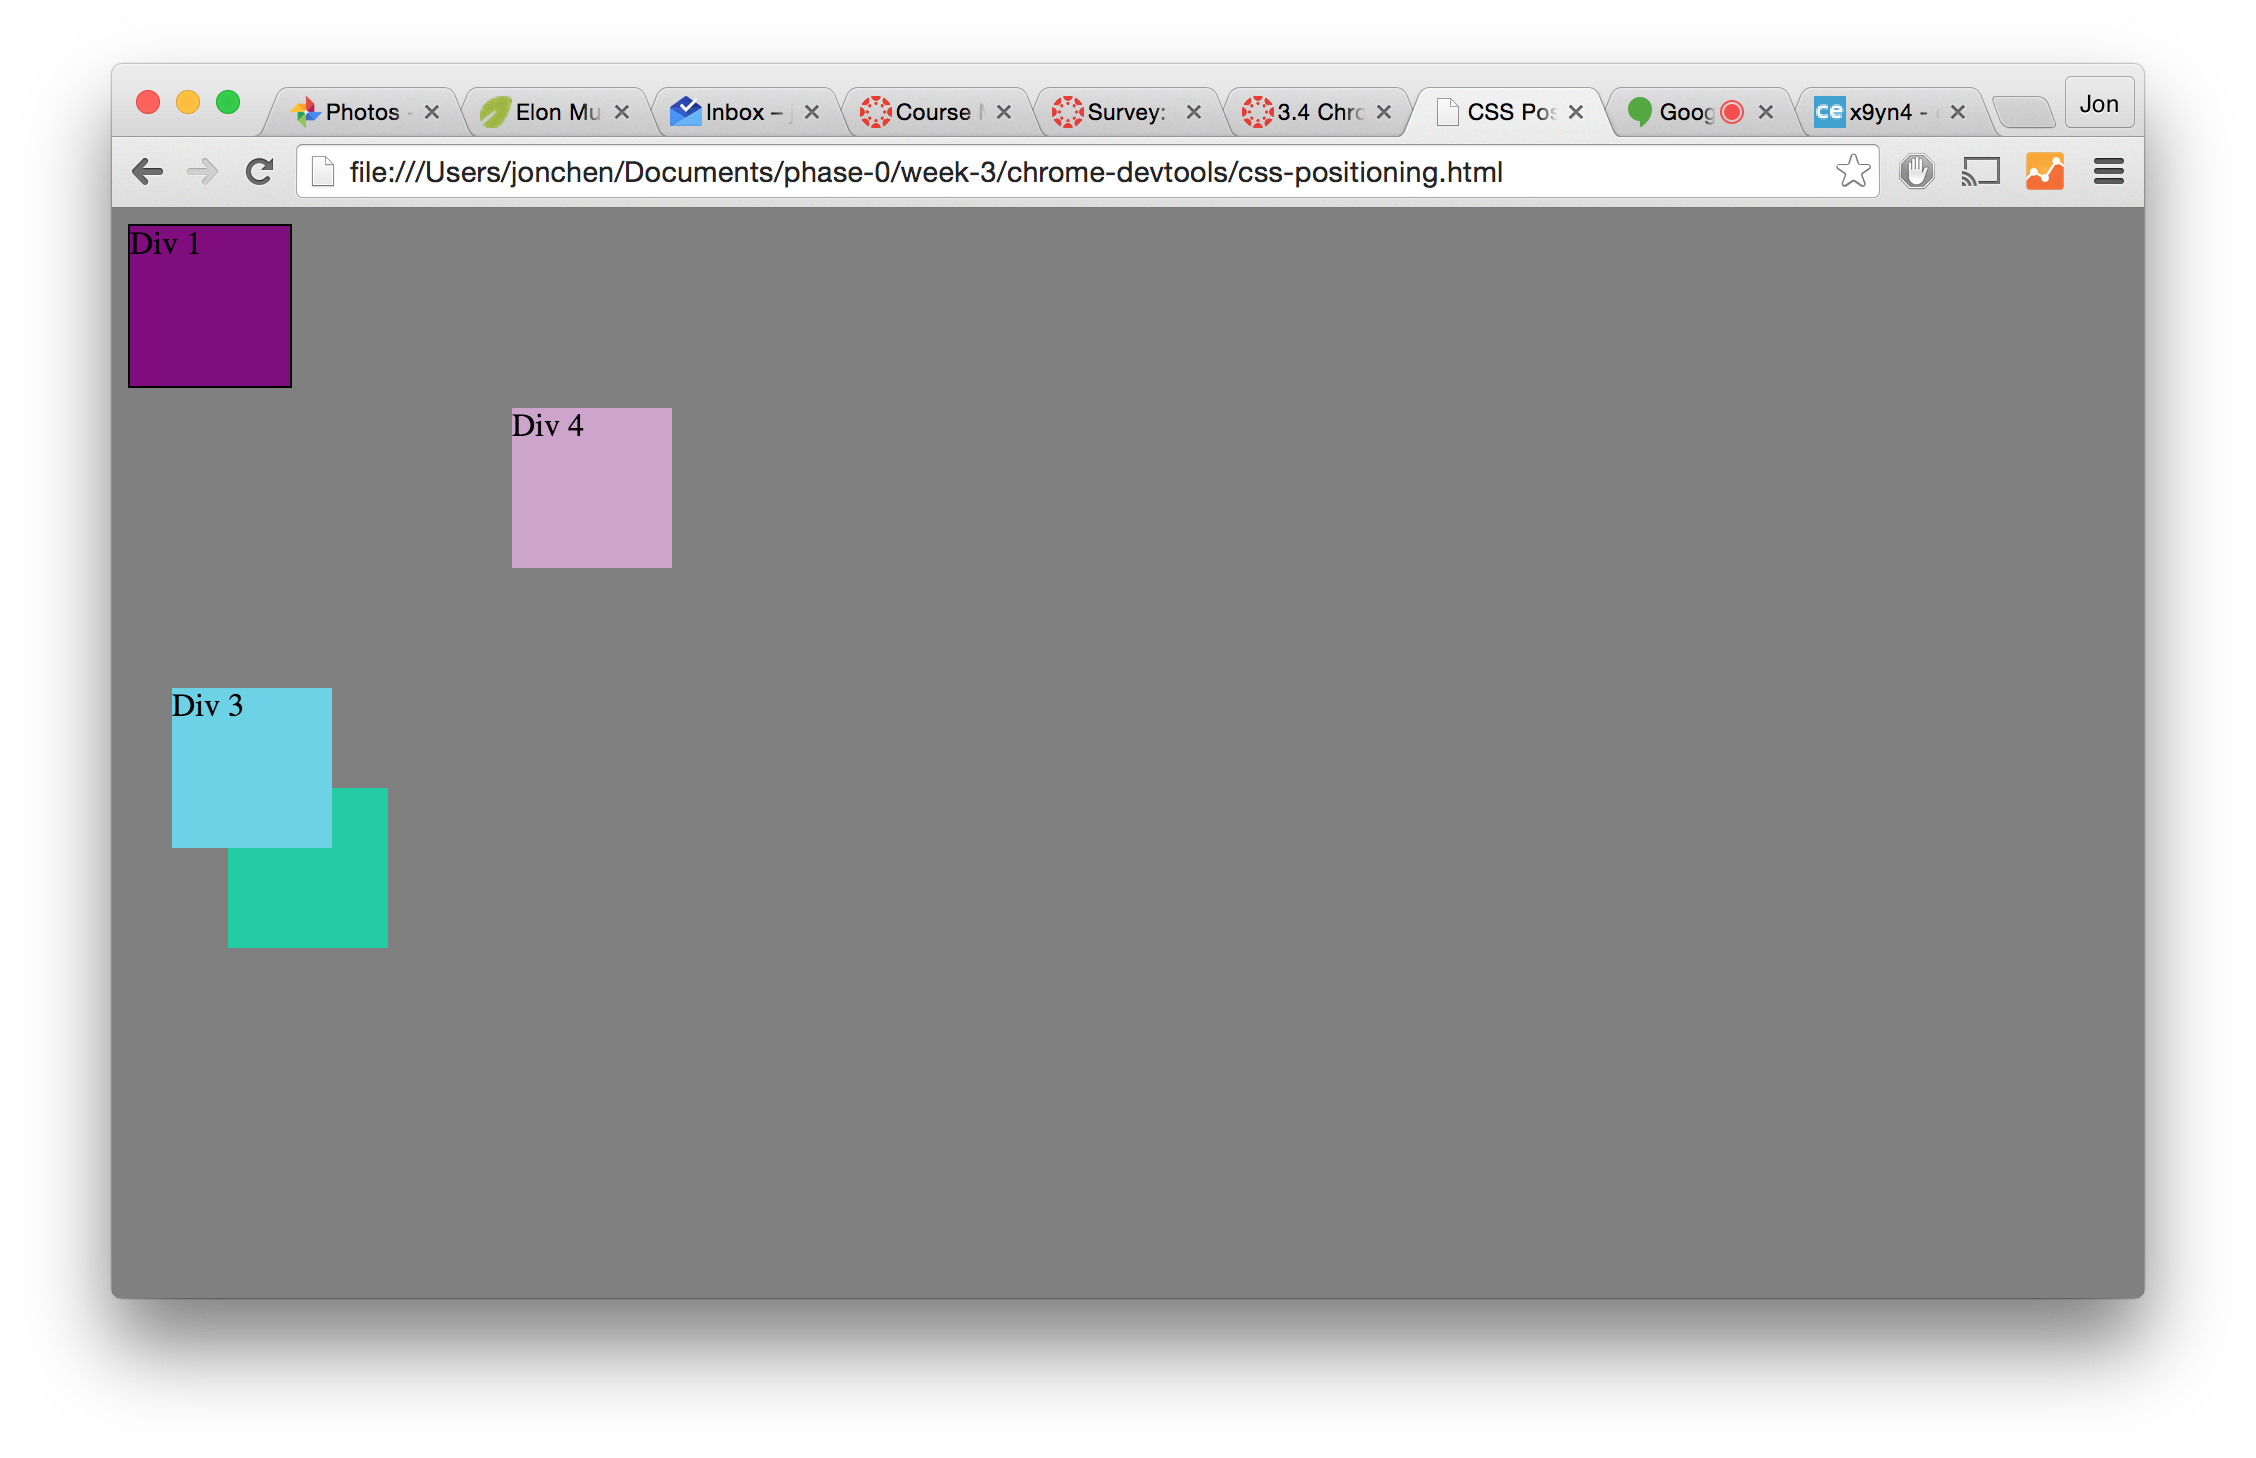 Photos -
Elon Mu
Inbox –
Course
Survey:
3.4 Chro
CSS Pos
Goog
ce x9yn4 -
Jon
file:///Users/jonchen/Documents/phase-0/week-3/chrome-devtools/css-positioning.html
Div 1
Div 4
Div 3